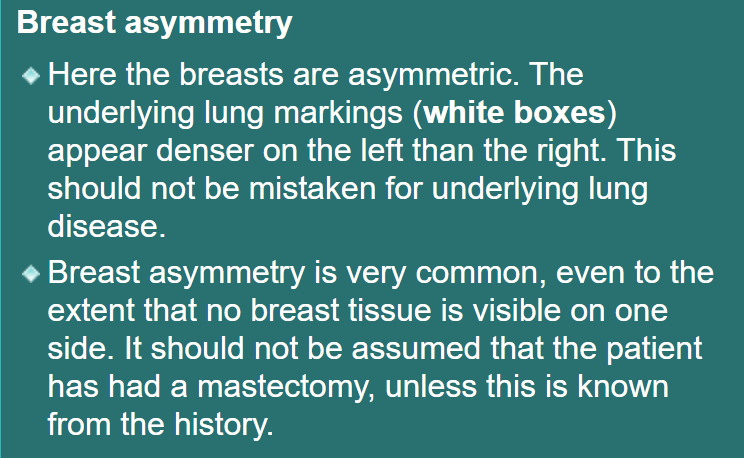 Breast asymmetry
Here the breasts are asymmetric. The
underlying lung markings (white boxes)
appear denser on the left than the right. This
should not be mistaken for underlying lung
disease.
Breast asymmetry is very common, even to the
extent that no breast tissue is visible on one
side. It should not be assumed that the patient
has had a mastectomy, unless this is known
from the history.